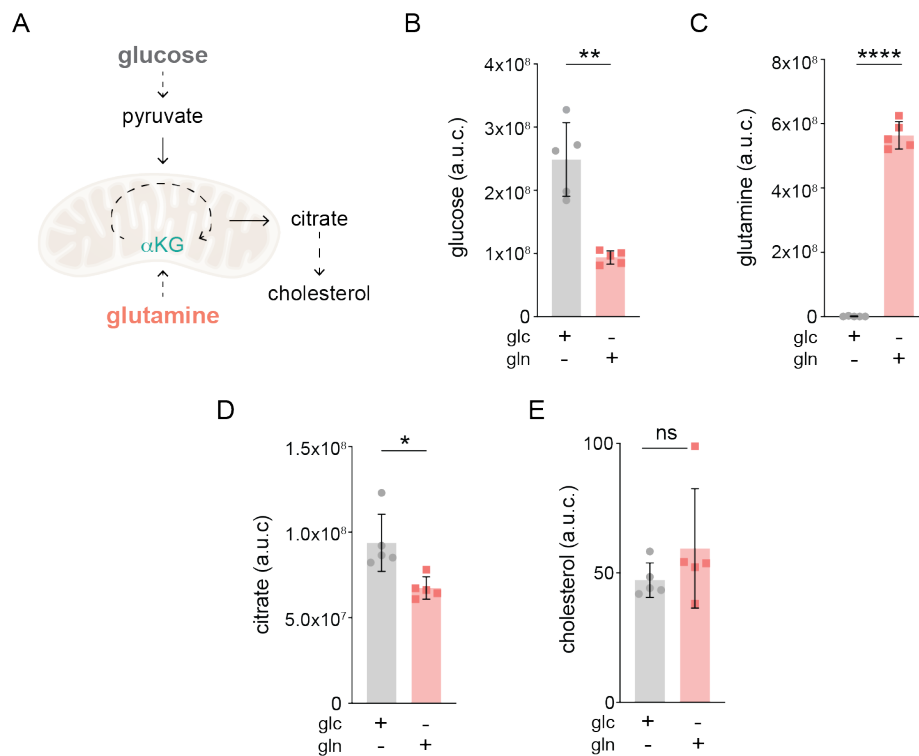 A
glucose
pyruvate
αKG
citrate
cholesterol
glutamine
B
**
glucose (a.u.c.)
4x10⁸
3x10⁸
2x10⁸
1x10⁸
0
glc + -
gln - +
C
****
glutamine (a.u.c.)
8x10⁸
6x10⁸
4x10⁸
2x10⁸
0
glc + -
gln - +
D
*
citrate (a.u.c)
1.5x10⁸
1.0x10⁸
5.0x10⁷
0
glc + -
gln - +
E
ns
cholesterol (a.u.c.)
100
50
0
glc + -
gln - +